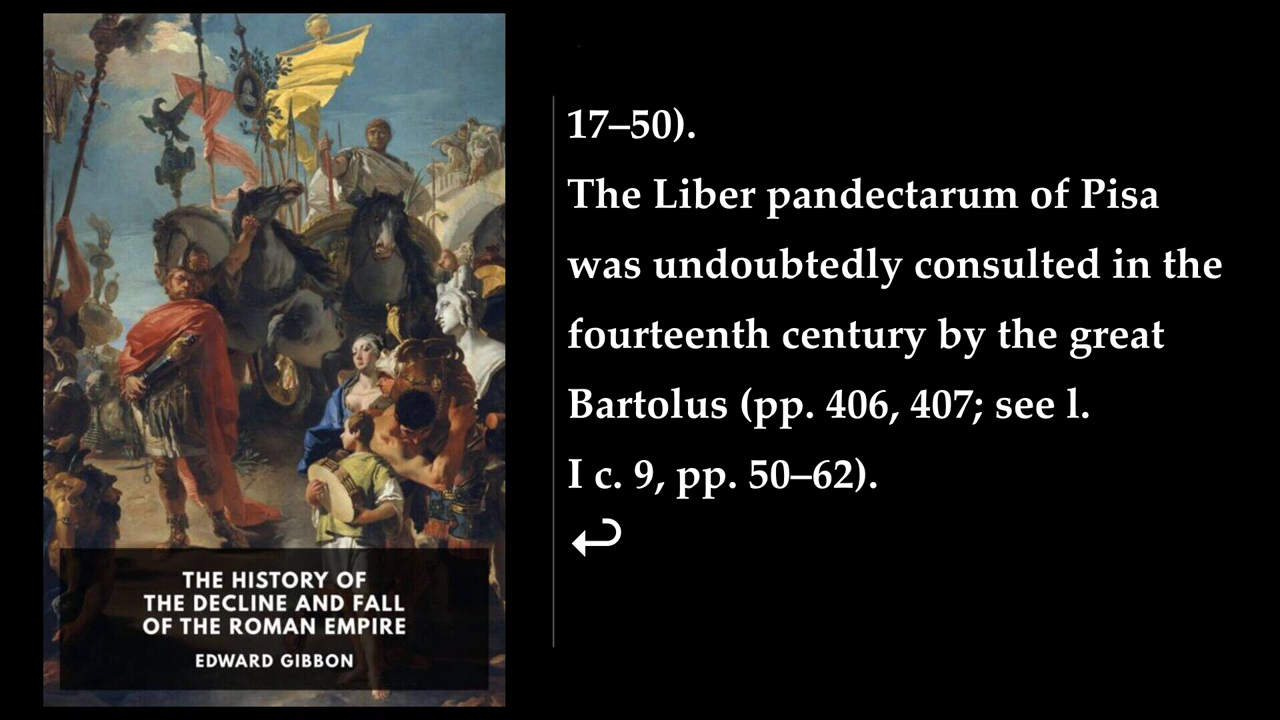 THE HISTORY OF
THE DECLINE AND FALL
OF THE ROMAN EMPIRE
EDWARD GIBBON
17–50).
The Liber pandectarum of Pisa
was undoubtedly consulted in the
fourteenth century by the great
Bartolus (pp. 406, 407; see l.
I c. 9, pp. 50–62).
↩